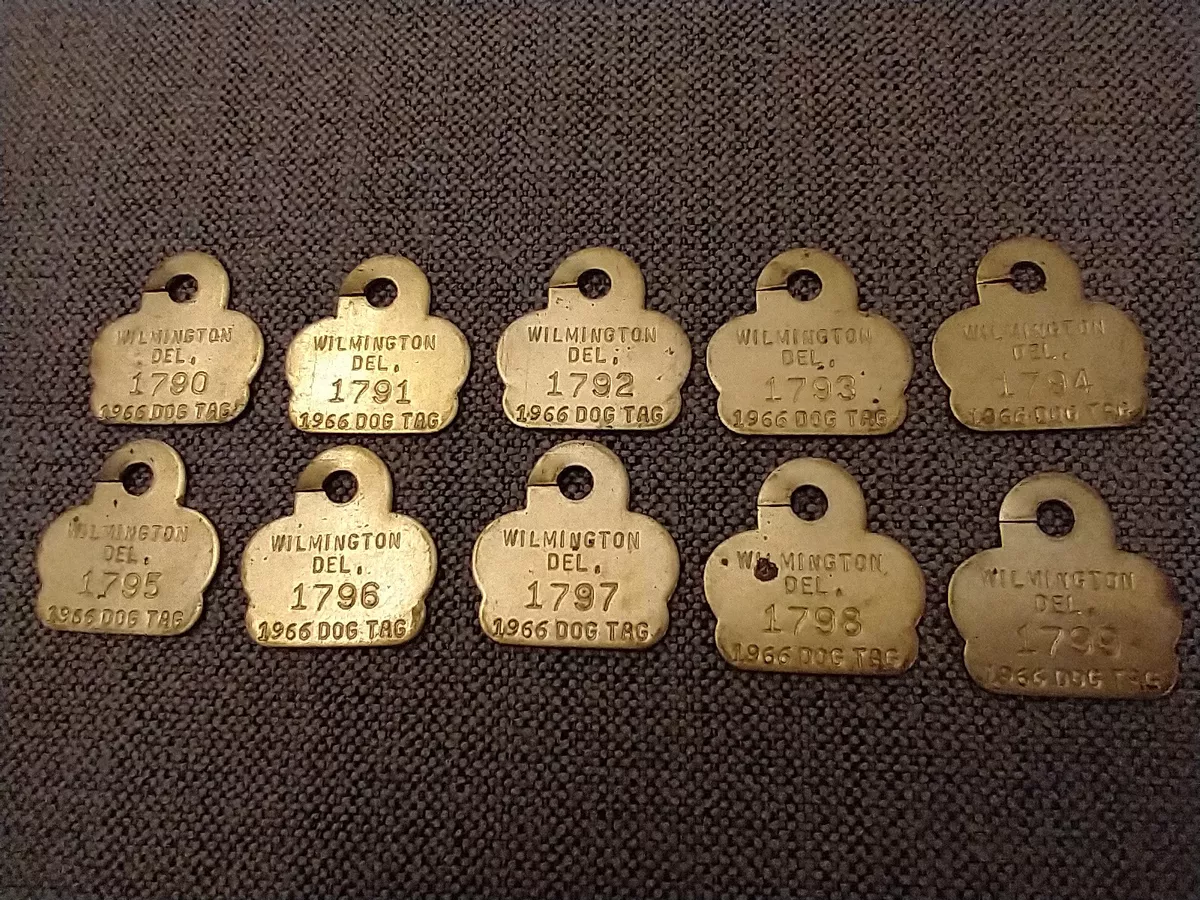 WILMINGTON
DEL.
1790
1966 DOG TAG
WILMINGTON
DEL.
1791
1966 DOG TAG
WILMINGTON
DEL.
1792
1966 DOG TAG
WILMINGTON
DEL.
1793
1966 DOG TAG
WILMINGTON
DEL.
1794
1966 DOG TAG
WILMINGTON
DEL.
1795
1966 DOG TAG
WILMINGTON
DEL.
1796
1966 DOG TAG
WILMINGTON
DEL.
1797
1966 DOG TAG
WILMINGTON
DEL.
1798
1966 DOG TAG
WILMINGTON
DEL.
1799
1966 DOG TAG